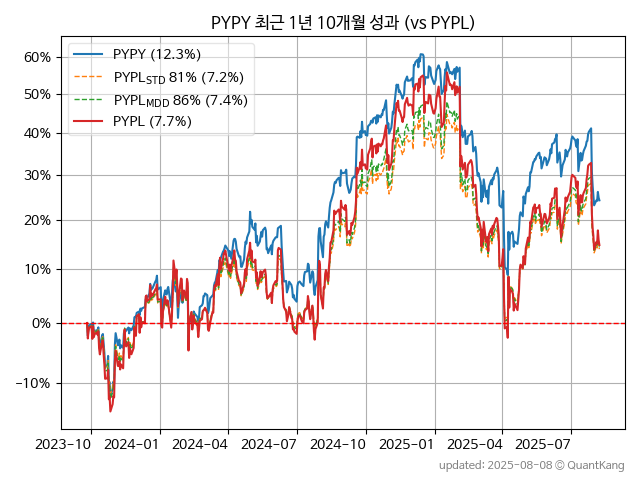 PYPY 최근 1년 10개월 성과 (vs PYPL)
PYPY (12.3%)
PYPL_STD 81% (7.2%)
PYPL_MDD 86% (7.4%)
PYPL (7.7%)
60%
50%
40%
30%
20%
10%
0%
−10%
2023-10 2024-01 2024-04 2024-07 2024-10 2025-01 2025-04 2025-07
updated: 2025-08-08 © QuantKang